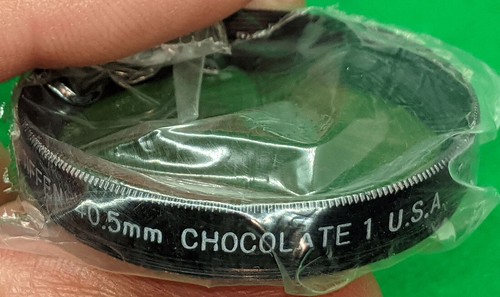 40.5mm CHOCOLATE 1 U.S.A.